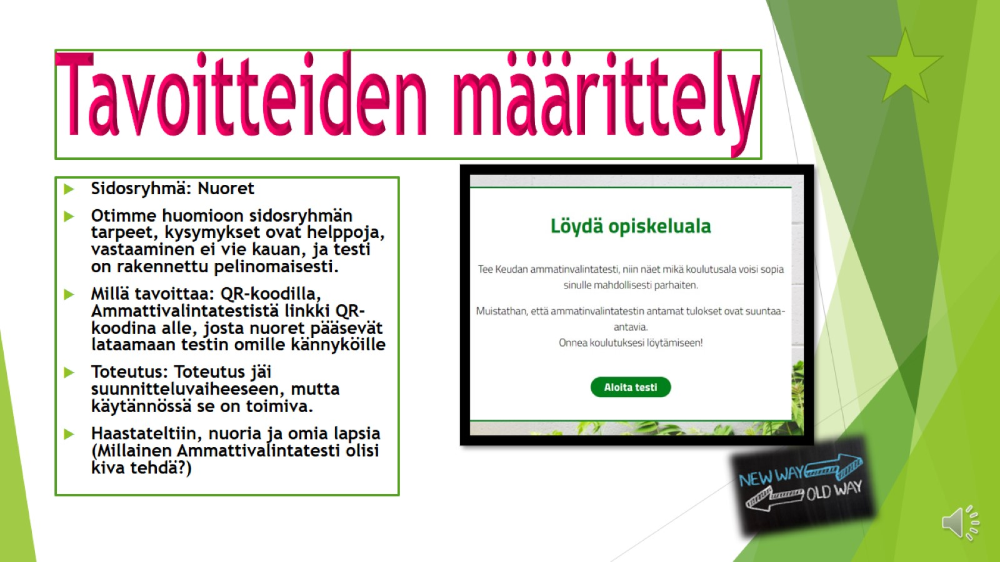 Tavoitteiden määrittely
Sidosryhmä: Nuoret
Otimme huomioon sidosryhmän
tarpeet, kysymykset ovat helppoja,
vastaaminen ei vie kauan, ja testi
on rakennettu pelinomaisesti.
Millä tavoittaa: QR-koodilla,
Ammattivalintatestistä linkki QR-
koodina alle, josta nuoret pääsevät
lataamaan testin omille kännyköille
Toteutus: Toteutus jäi
suunnitteluvaiheeseen, mutta
käytännössä se on toimiva.
Haastateltiin, nuoria ja omia lapsia
(Millainen Ammattivalintatesti olisi
kiva tehdä?)
Löydä opiskeluala
Tee Keudan ammatinvalintatesti, niin näet mikä koulutusala voisi sopia
sinulle mahdollisesti parhaiten.
Muistathan, että ammatinvalintatestin antamat tulokset ovat suuntaa-
antavia.
Onnea koulutuksesi löytämiseen!
Aloita testi
NEW WAY
OLD WAY